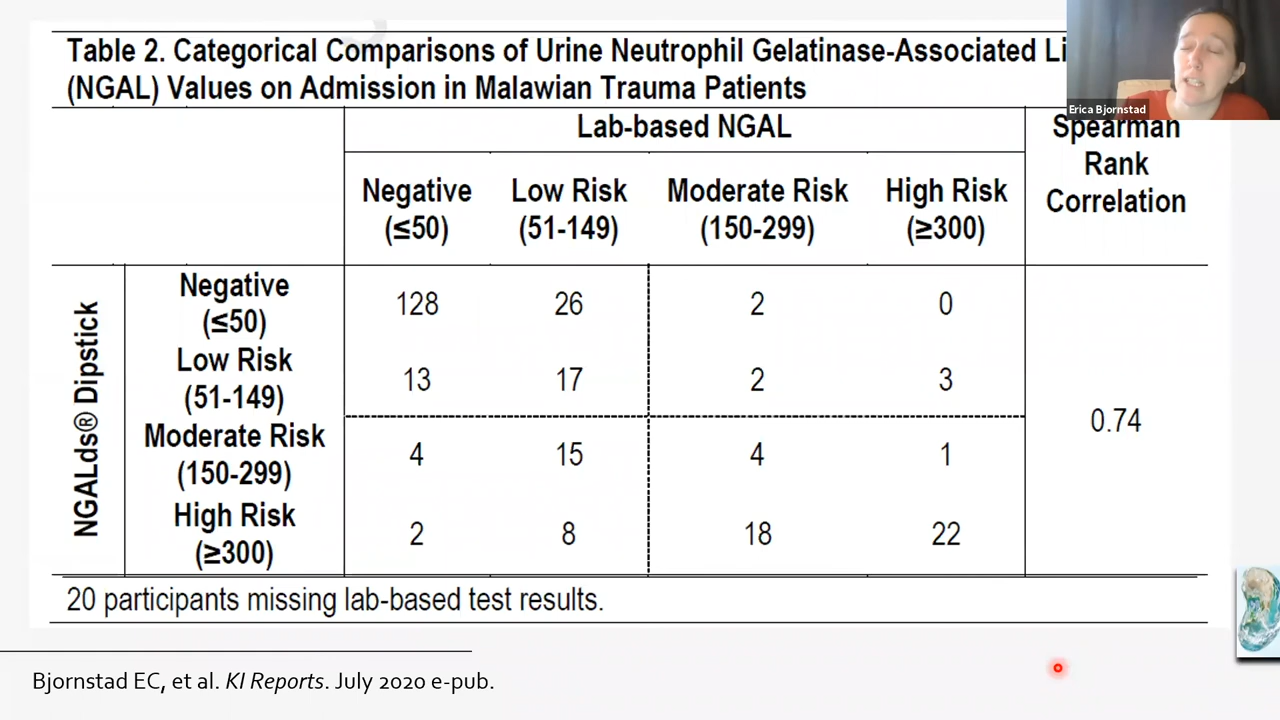 Table 2. Categorical Comparisons of Urine Neutrophil Gelatinase-Associated
(NGAL) Values on Admission in Malawian Trauma Patients
Erica Bjornstad
Lab-based NGAL
Spearman
Rank
Correlation
Negative
(≤50)
Low Risk
(51-149)
Moderate Risk
(150-299)
High Risk
(≥300)
NGALds® Dipstick
Negative
(≤50)
128 26 2 0
Low Risk
(51-149)
13 17 2 3
Moderate Risk
(150-299)
4 15 4 1
High Risk
(≥300)
2 8 18 22
0.74
20 participants missing lab-based test results.
Bjornstad EC, et al. KI Reports. July 2020 e-pub.